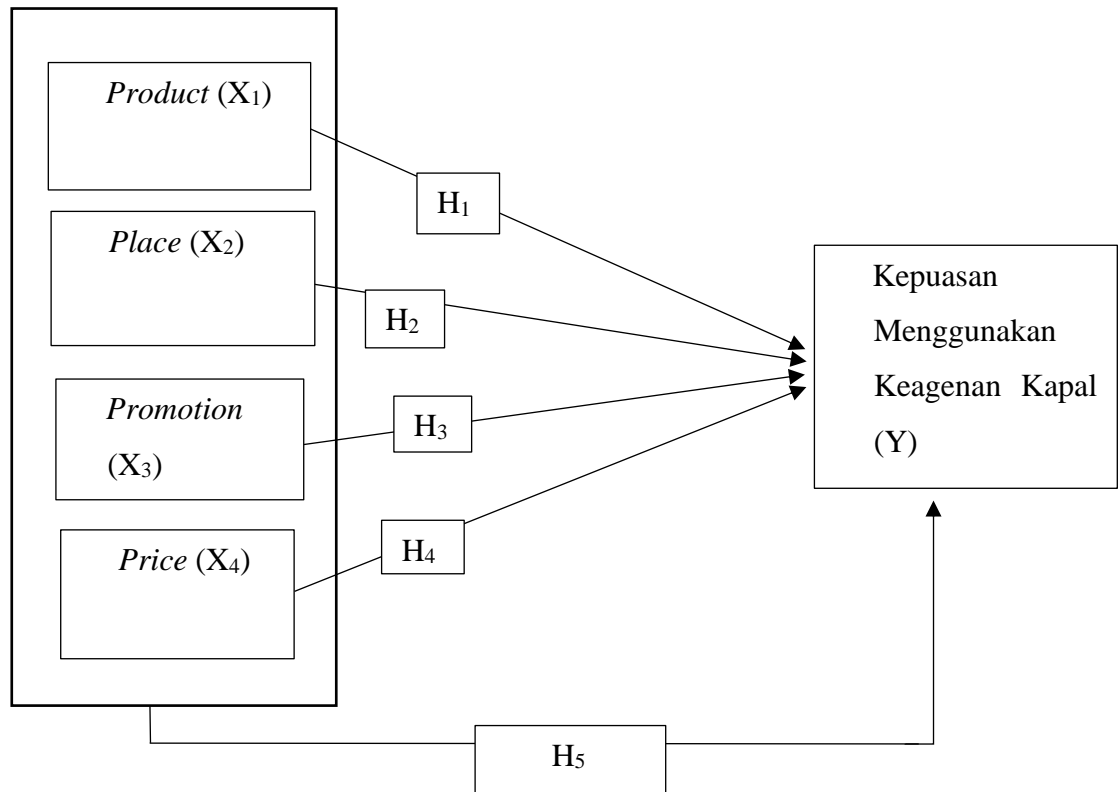 Product (X₁)
H₁
Place (X₂)
H₂
Promotion
(X₃)
H₃
Price (X₄)
H₄
Kepuasan
Menggunakan
Keagenan Kapal
(Y)
H₅